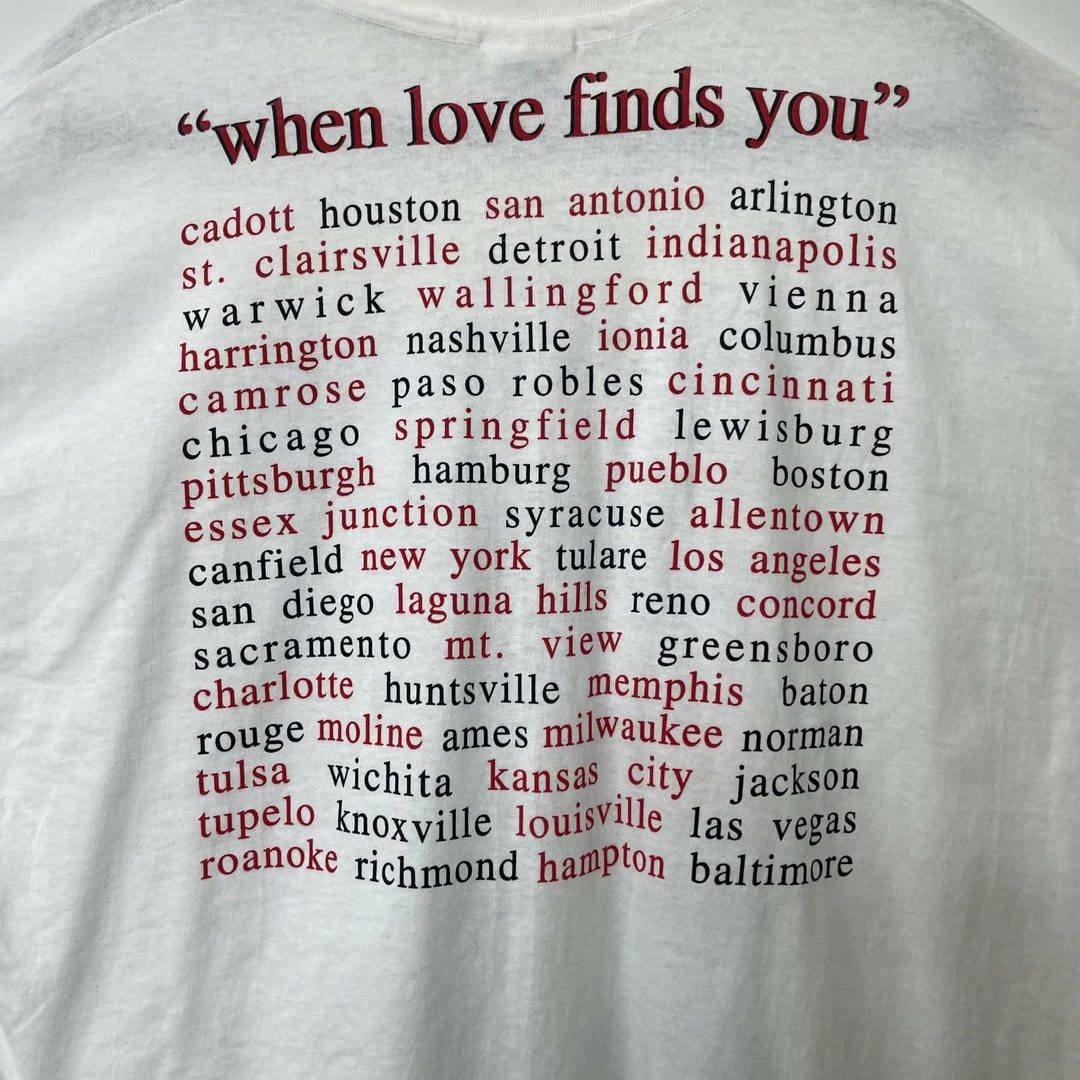 “when love finds you”
cadott houston san antonio arlington
st. clairsville detroit indianapolis
warwick wallingford vienna
harrington nashville ionia columbus
camrose paso robles cincinnati
chicago springfield lewisburg
pittsburgh hamburg pueblo boston
essex junction syracuse allentown
canfield new york tulare los angeles
san diego laguna hills reno concord
sacramento mt. view greensboro
charlotte huntsville memphis baton
rouge moline ames milwaukee norman
tulsa wichita kansas city jackson
tupelo knoxville louisville las vegas
roanoke richmond hampton baltimore